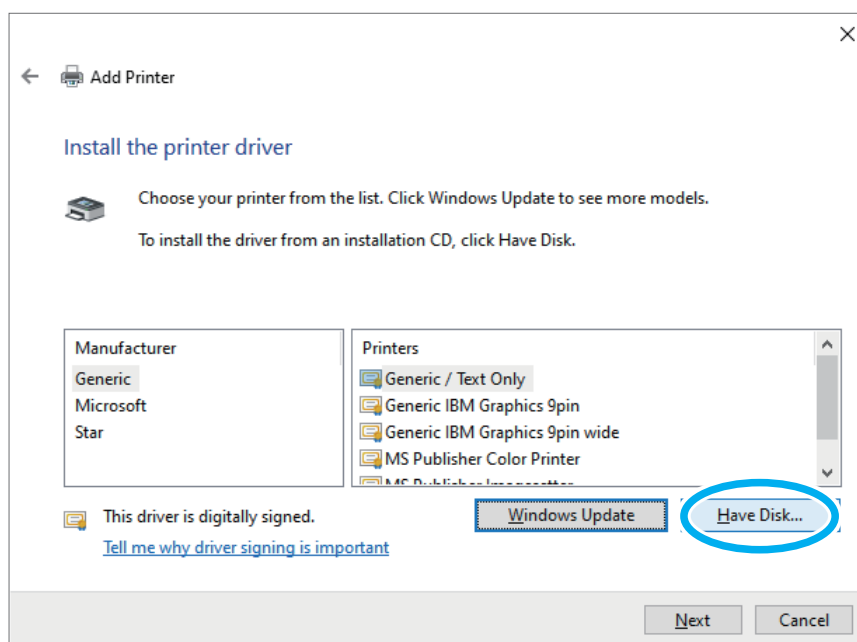 Add Printer
Install the printer driver
Choose your printer from the list. Click Windows Update to see more models.
To install the driver from an installation CD, click Have Disk.
Manufacturer
Generic
Microsoft
Star
Printers
Generic / Text Only
Generic IBM Graphics 9pin
Generic IBM Graphics 9pin wide
MS Publisher Color Printer
MS Publisher Imagesetter
This driver is digitally signed.
Windows Update
Have Disk...
Tell me why driver signing is important
Next
Cancel